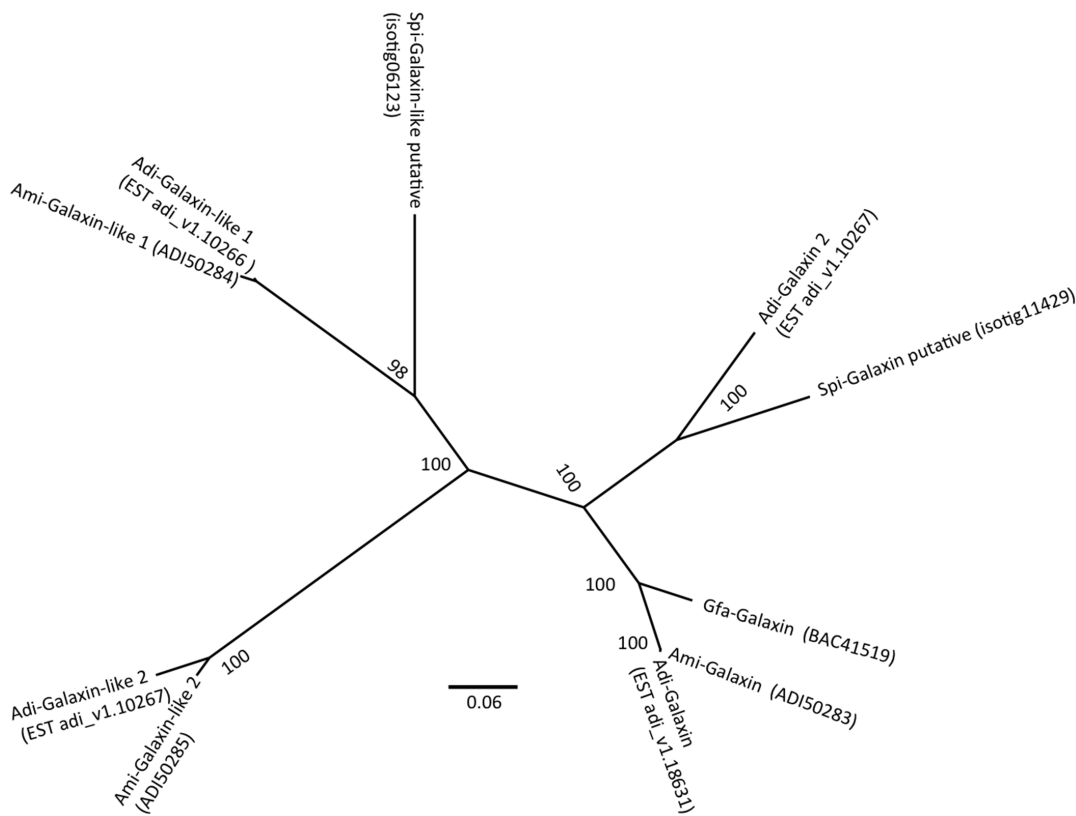 Spi-Galaxin-like putative
(isotig06123)
Adi-Galaxin-like 1
(EST adi_v1.10266 )
Ami-Galaxin-like 1 (ADI50284)
98
Adi-Galaxin 2
(EST adi_v1.10267)
Spi-Galaxin putative (isotig11429)
100
100
100
100
Gfa-Galaxin (BAC41519)
100
Ami-Galaxin (ADI50283)
Adi-Galaxin
(EST adi_v1.18631)
100
Adi-Galaxin-like 2
(EST adi_v1.10267)
Ami-Galaxin-like 2
(ADI50285)
0.06